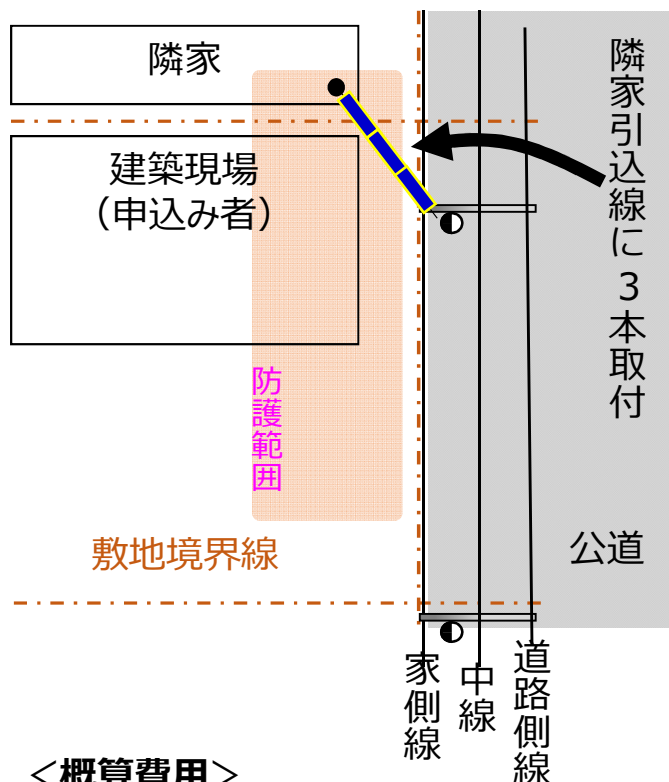 隣家
建築現場
（申込み者）
隣家引込線に３本取付
防護範囲
敷地境界線
公道
家側線
中線
道路側線
＜概算費用＞